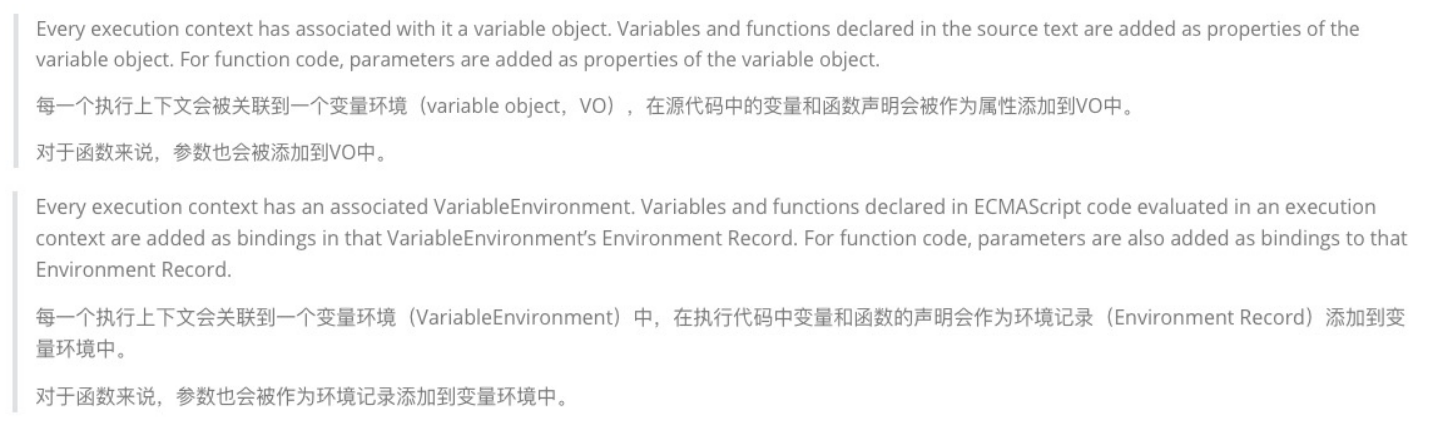 Every execution context has associated with it a variable object. Variables and functions declared in the source text are added as properties of the
variable object. For function code, parameters are added as properties of the variable object.
每一个执行上下文会被关联到一个变量环境（variable object，VO），在源代码中的变量和函数声明会被作为属性添加到VO中。
对于函数来说，参数也会被添加到VO中。
Every execution context has an associated VariableEnvironment. Variables and functions declared in ECMAScript code evaluated in an execution
context are added as bindings in that VariableEnvironment’s Environment Record. For function code, parameters are also added as bindings to that
Environment Record.
每一个执行上下文会关联到一个变量环境（VariableEnvironment）中，在执行代码中变量和函数的声明会作为环境记录（Environment Record）添加到变
量环境中。
对于函数来说，参数也会被作为环境记录添加到变量环境中。